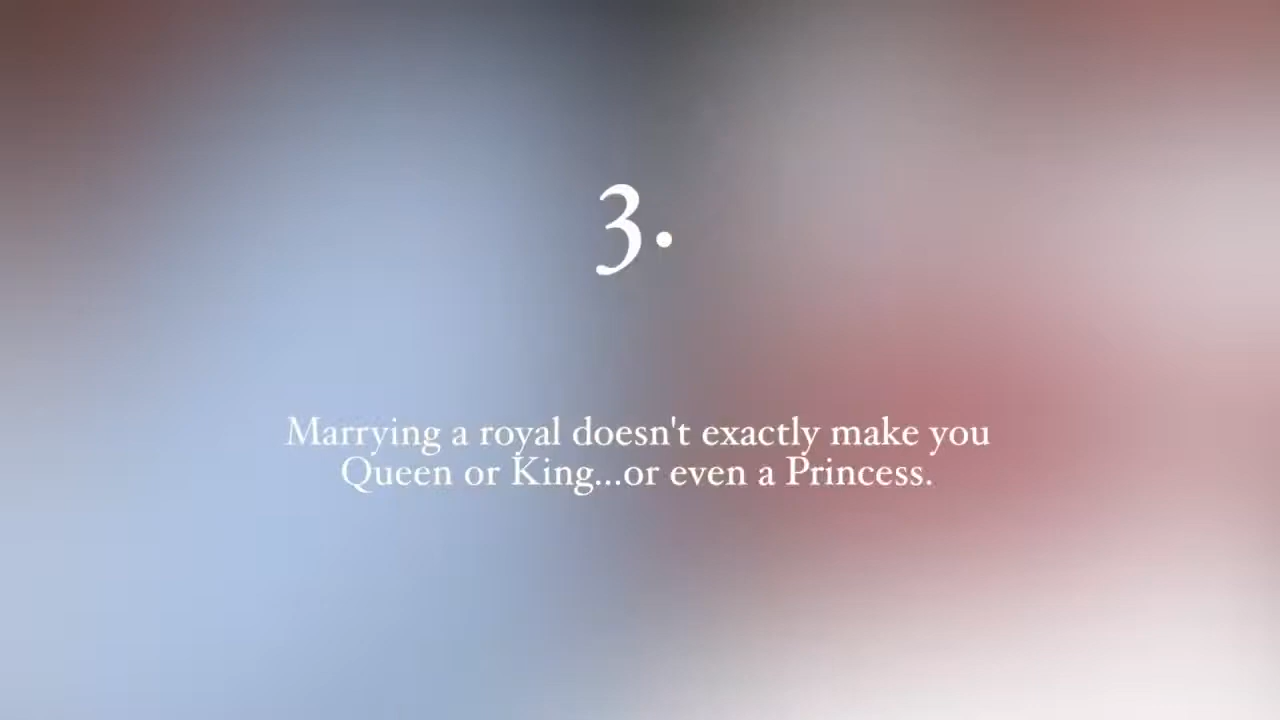 3.
Marrying a royal doesn't exactly make you
Queen or King...or even a Princess.